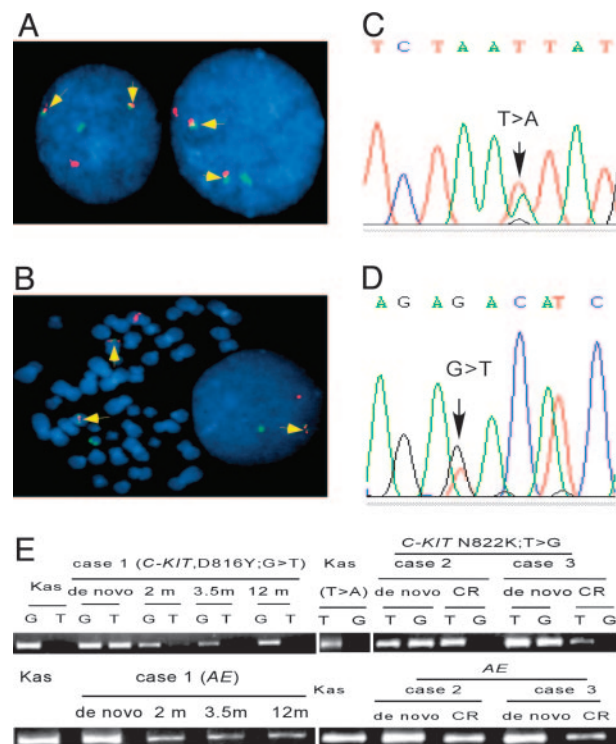 A
B
C
T C T A A T T A T
T>A
D
A G A G A C A T C
G>T
E
case 1 (C-KIT,D816Y;G>T)
Kas de novo 2 m 3.5m 12 m
G T G T G T G T G T
C-KIT N822K;T>G
Kas case 2 case 3
(T>A) de novo CR de novo CR
T G T G T G T G T G
Kas case 1 (AE)
de novo 2 m 3.5m 12m
AE
Kas case 2 case 3
de novo CR de novo CR